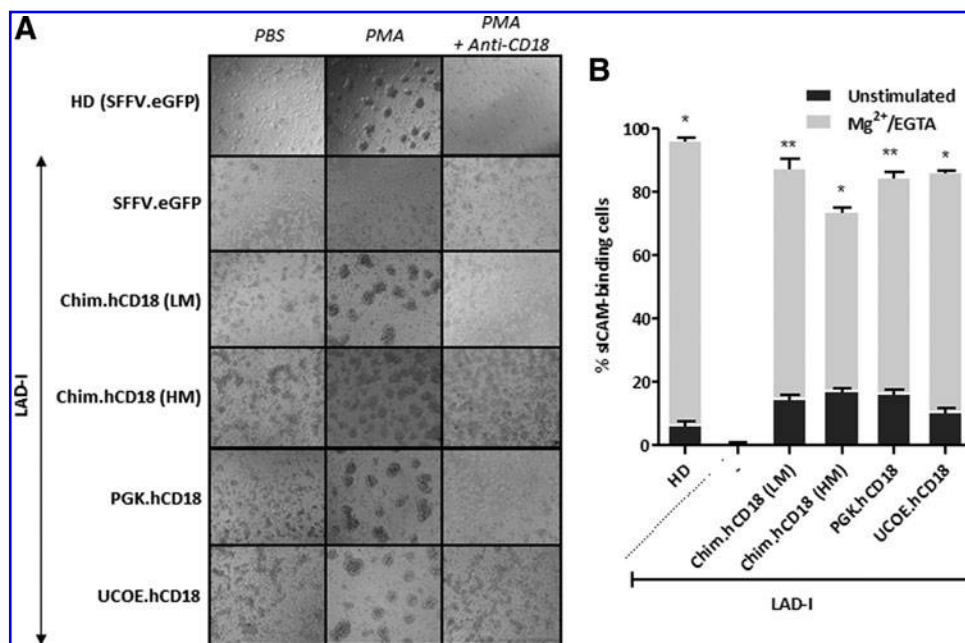 A
PBS
PMA
PMA
+ Anti-CD18
HD (SFFV.eGFP)
LAD-I
SFFV.eGFP
Chim.hCD18 (LM)
Chim.hCD18 (HM)
PGK.hCD18
UCOE.hCD18
B
Unstimulated
Mg2+/EGTA
% sICAM-binding cells
100
80
60
40
20
0
*
**
*
**
*
HD
-
Chim.hCD18 (LM)
Chim.hCD18 (HM)
PGK.hCD18
UCOE.hCD18
LAD-I